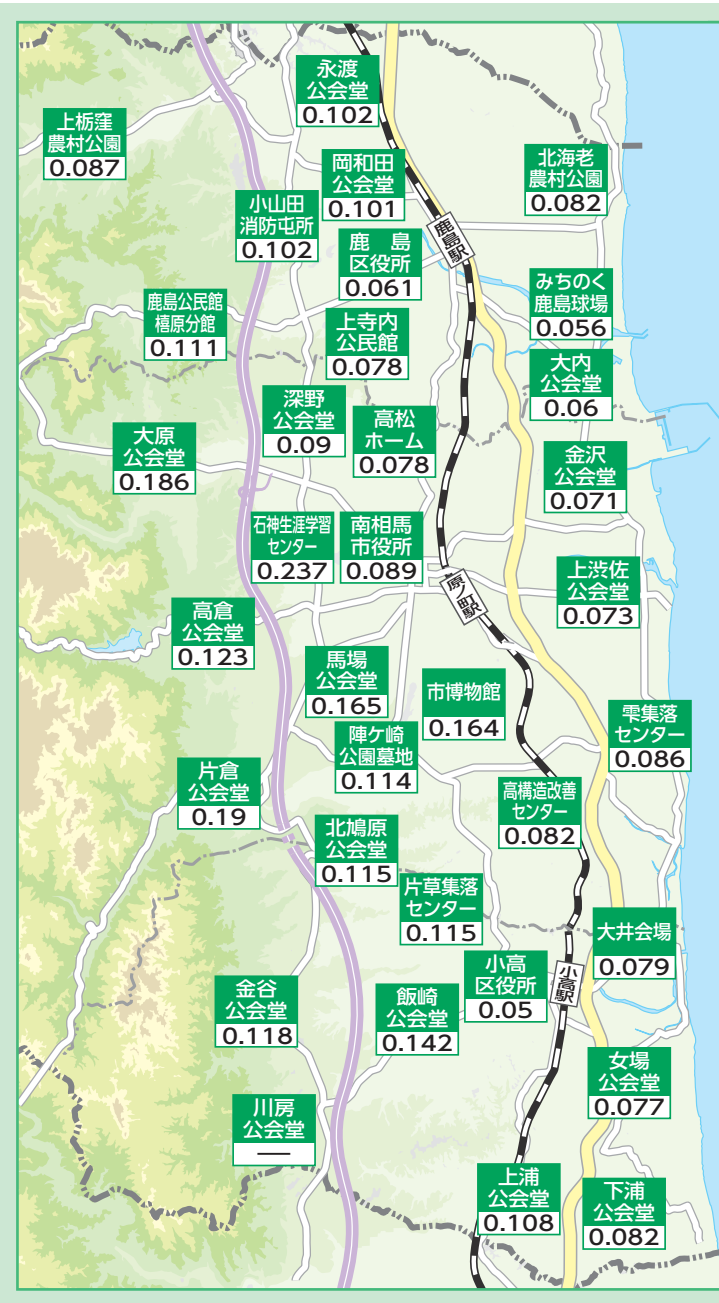 永渡
公会堂
0.102
上栃窪
農村公園
0.087
岡和田
公会堂
0.101
北海老
農村公園
0.082
小山田
消防屯所
0.102
鹿島駅
鹿　島
区役所
0.061
みちのく
鹿島球場
0.056
鹿島公民館
橲原分館
0.111
上寺内
公民館
0.078
大内
公会堂
0.06
深野
公会堂
0.09
高松
ホーム
0.078
大原
公会堂
0.186
金沢
公会堂
0.071
石神生涯学習
センター
0.237
南相馬
市役所
0.089
原ノ町駅
上渋佐
公会堂
0.073
高倉
公会堂
0.123
馬場
公会堂
0.165
市博物館
0.164
雫集落
センター
0.086
陣ケ崎
公園墓地
0.114
片倉
公会堂
0.19
高構造改善
センター
0.082
北鳩原
公会堂
0.115
片草集落
センター
0.115
大井会場
0.079
小高
区役所
0.05
小高駅
金谷
公会堂
0.118
飯崎
公会堂
0.142
女場
公会堂
0.077
川房
公会堂
―
上浦
公会堂
0.108
下浦
公会堂
0.082